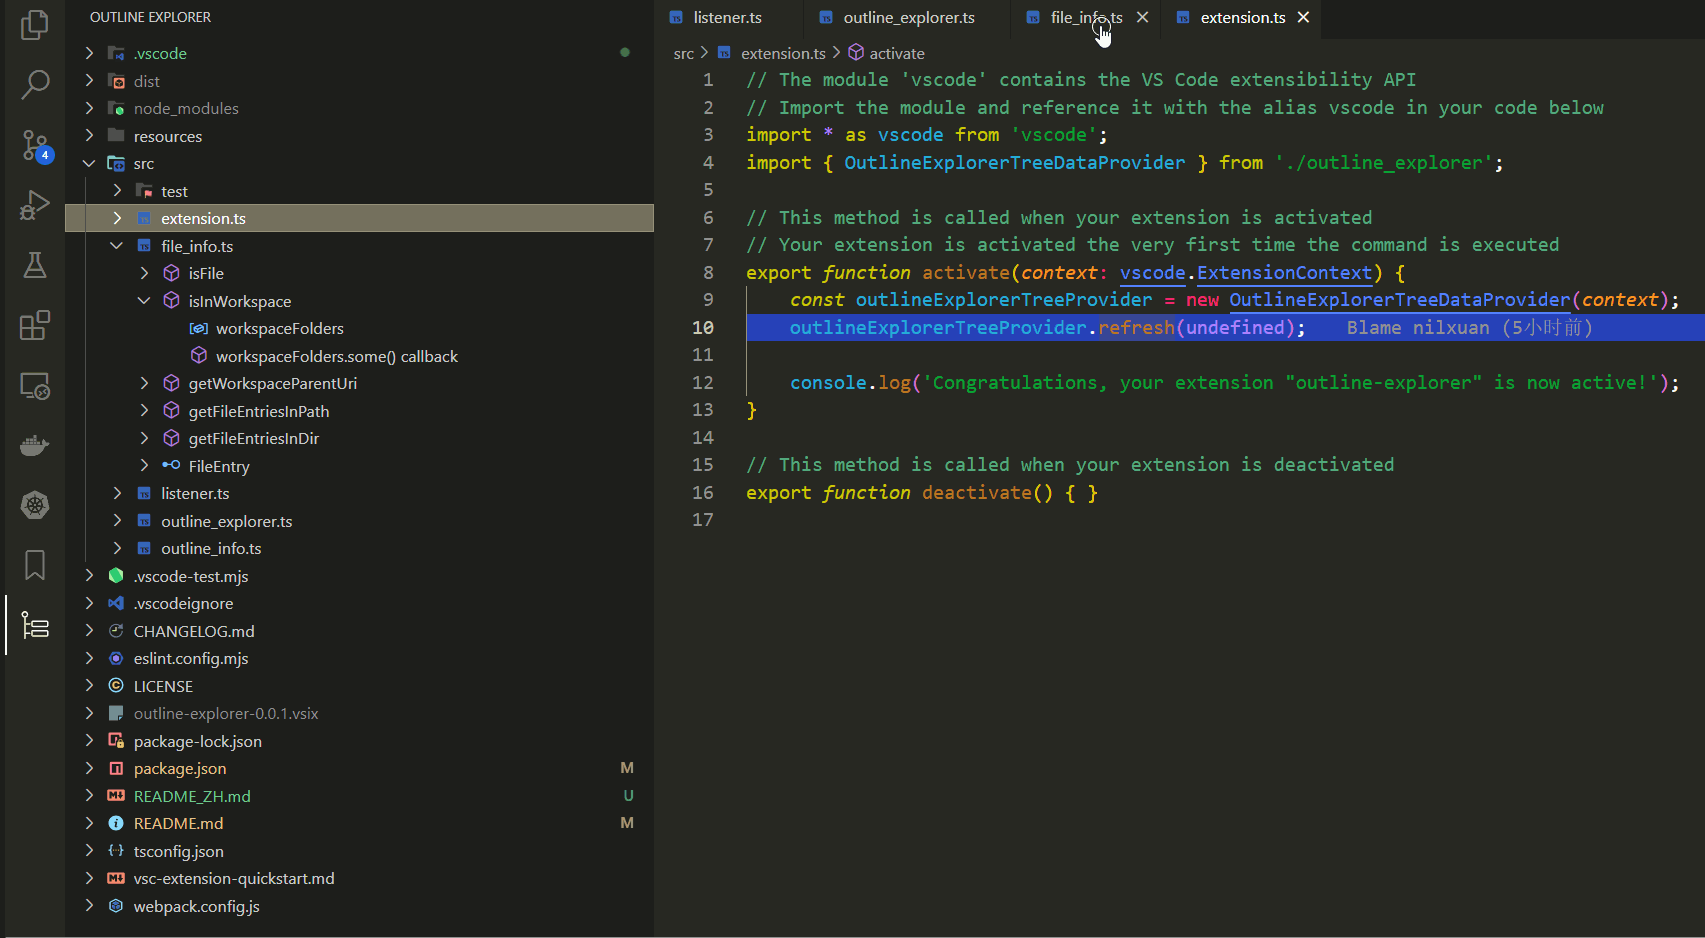 OUTLINE EXPLORER
.vscode
dist
node_modules
resources
src
test
extension.ts
file_info.ts
isFile
isInWorkspace
workspaceFolders
workspaceFolders.some() callback
getWorkspaceParentUri
getFileEntriesInPath
getFileEntriesInDir
FileEntry
listener.ts
outline_explorer.ts
outline_info.ts
.vscode-test.mjs
.vscodeignore
CHANGELOG.md
eslint.config.mjs
LICENSE
outline-explorer-0.0.1.vsix
package-lock.json
package.json M
README_ZH.md U
README.md M
tsconfig.json
vsc-extension-quickstart.md
webpack.config.js
4
listener.ts outline_explorer.ts file_info.ts extension.ts
src > extension.ts > activate
1 // The module 'vscode' contains the VS Code extensibility API
2 // Import the module and reference it with the alias vscode in your code below
3 import * as vscode from 'vscode';
4 import { OutlineExplorerTreeDataProvider } from './outline_explorer';
5
6 // This method is called when your extension is activated
7 // Your extension is activated the very first time the command is executed
8 export function activate(context: vscode.ExtensionContext) {
9 const outlineExplorerTreeProvider = new OutlineExplorerTreeDataProvider(context);
10 outlineExplorerTreeProvider.refresh(undefined); Blame nilxuan (5小时前)
11
12 console.log('Congratulations, your extension "outline-explorer" is now active!');
13 }
14
15 // This method is called when your extension is deactivated
16 export function deactivate() { }
17